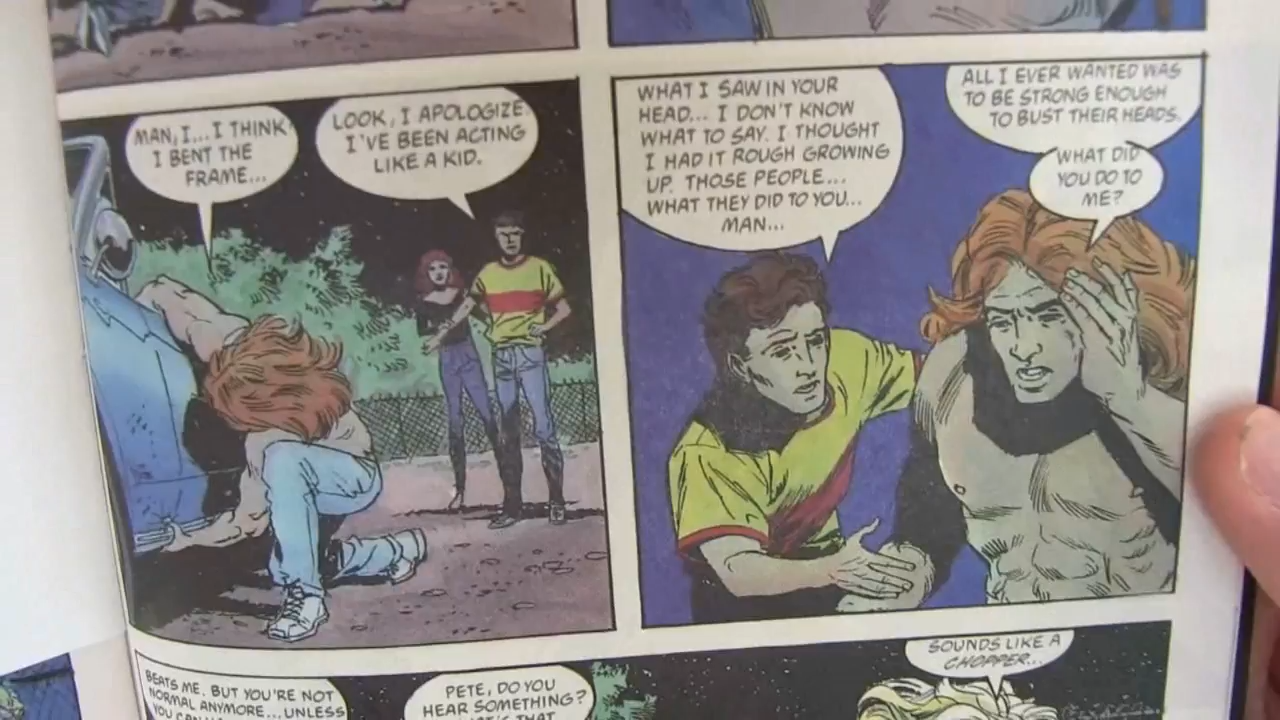 MAN, I... I THINK
I BENT THE
FRAME...
LOOK, I APOLOGIZE.
I'VE BEEN ACTING
LIKE A KID.
WHAT I SAW IN YOUR
HEAD... I DON'T KNOW
WHAT TO SAY. I THOUGHT
I HAD IT ROUGH GROWING
UP. THOSE PEOPLE...
WHAT THEY DID TO YOU...
MAN...
ALL I EVER WANTED WAS
TO BE STRONG ENOUGH
TO BUST THEIR HEADS.
WHAT DID
YOU DO TO
ME?
BEATS ME. BUT YOU'RE NOT
NORMAL ANYMORE... UNLESS
YOU CAN
PETE, DO YOU
HEAR SOMETHING?
THAT
SOUNDS LIKE A
CHOPPER...